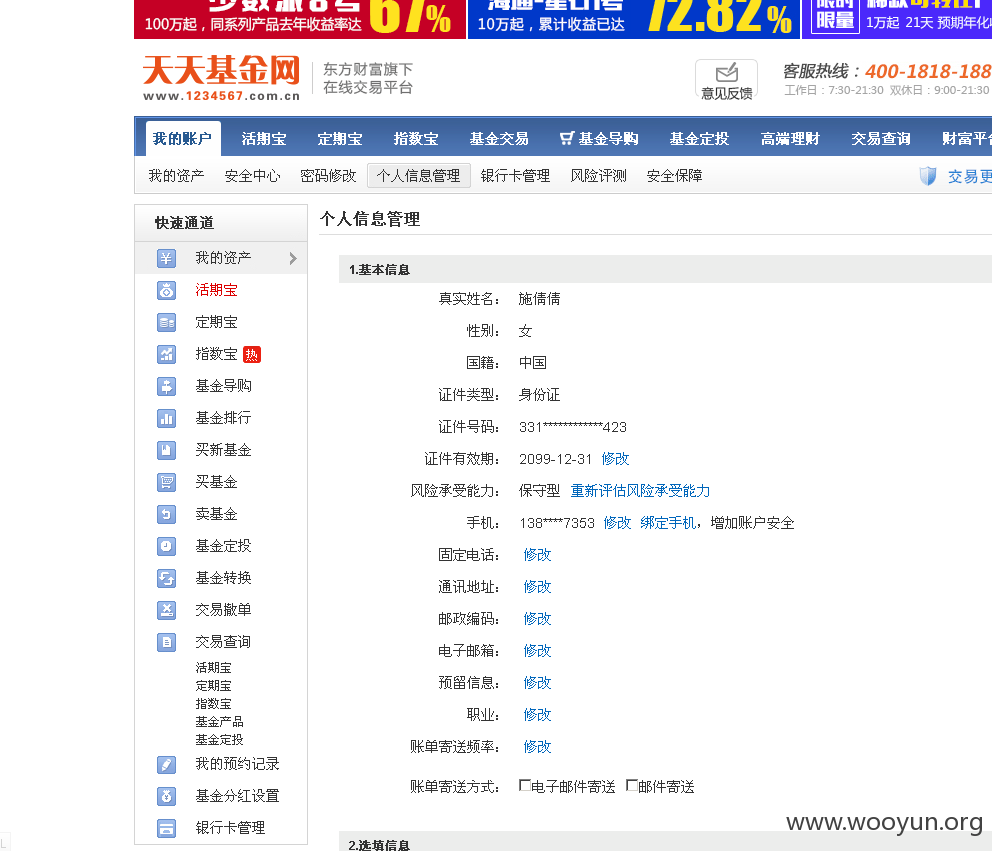 少数派8号
100万起，同系列产品去年收益率达 67%
海通-量石1号
10万起，累计收益已达 72.82%
限时
限量
1万起 21天 预期年化
天天基金网
www.1234567.com.cn
东方财富旗下
在线交易平台
意见反馈
客服热线：400-1818-188
工作日：7:30-21:30 双休日：9:00-21:30
我的账户 活期宝 定期宝 指数宝 基金交易 基金导购 基金定投 高端理财 交易查询 财富平台
我的资产 安全中心 密码修改 个人信息管理 银行卡管理 风险评测 安全保障 交易更
快速通道
我的资产
活期宝
定期宝
指数宝 热
基金导购
基金排行
买新基金
买基金
卖基金
基金定投
基金转换
交易撤单
交易查询
活期宝
定期宝
指数宝
基金产品
基金定投
我的预约记录
基金分红设置
银行卡管理
个人信息管理
1.基本信息
真实姓名： 施倩倩
性别： 女
国籍： 中国
证件类型： 身份证
证件号码： 331************423
证件有效期： 2099-12-31 修改
风险承受能力： 保守型 重新评估风险承受能力
手机： 138****7353 修改 绑定手机，增加账户安全
固定电话： 修改
通讯地址： 修改
邮政编码： 修改
电子邮箱： 修改
预留信息： 修改
职业： 修改
账单寄送频率： 修改
账单寄送方式： 电子邮件寄送 邮件寄送
2.选填信息
www.wooyun.org